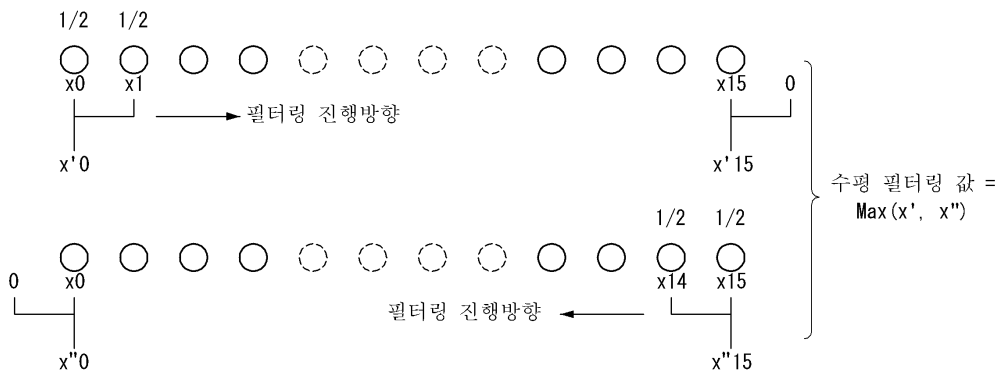 1/2 1/2
x0 x1 x15 0
필터링 진행방향
x'0 x'15
수평 필터링 값 =
Max(x', x")
1/2 1/2
0 x0 x14 x15
필터링 진행방향
x"0 x"15